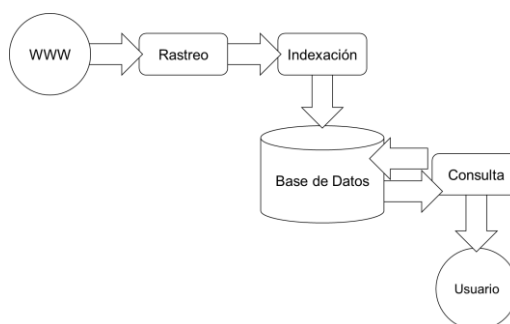 WWW
Rastreo
Indexación
Base de Datos
Consulta
Usuario